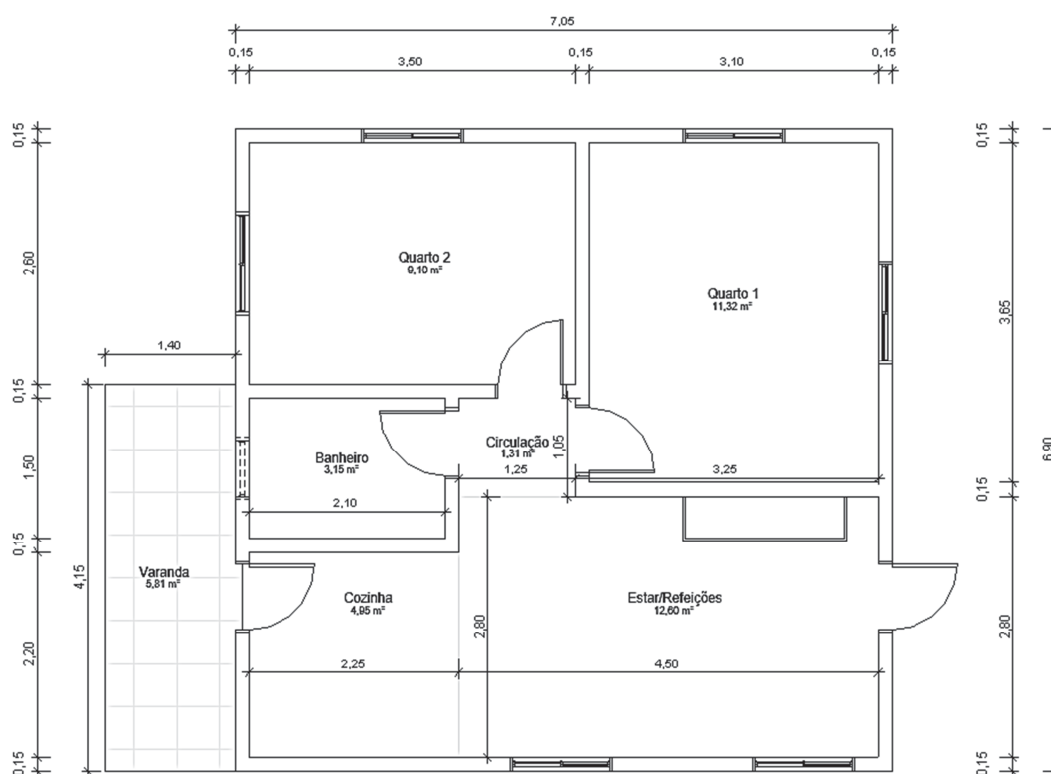 7,05
0,15 0,15 0,15
3,50 3,10
0,15 0,15
2,60
Quarto 2
9,10 m²
Quarto 1
11,32 m²
3,65
1,40
0,15
Circulação
1,31 m²
1,05
Banheiro
3,15 m²
1,50
1,25
3,25
6,90
0,15
2,10
0,15
4,15
Varanda
5,81 m²
Cozinha
4,95 m²
Estar/Refeições
12,60 m²
2,80
2,80
2,20
2,25
4,50
0,15 0,15